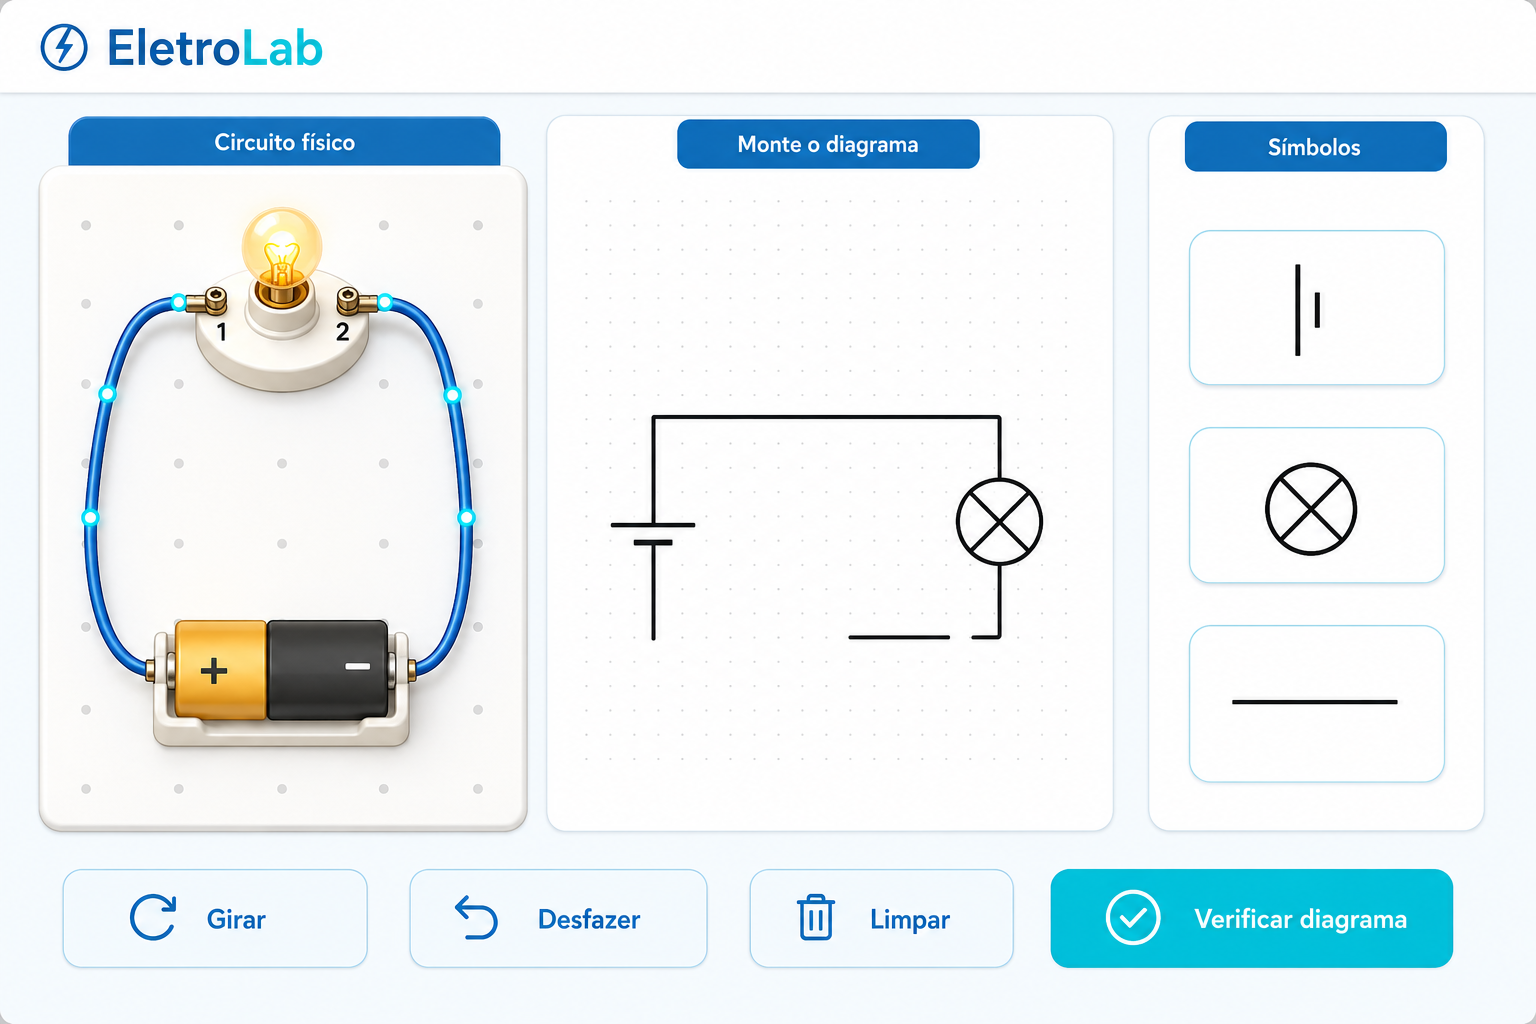 EletroLab
Circuito físico
Monte o diagrama
Símbolos
1
2
+
−
Girar
Desfazer
Limpar
Verificar diagrama